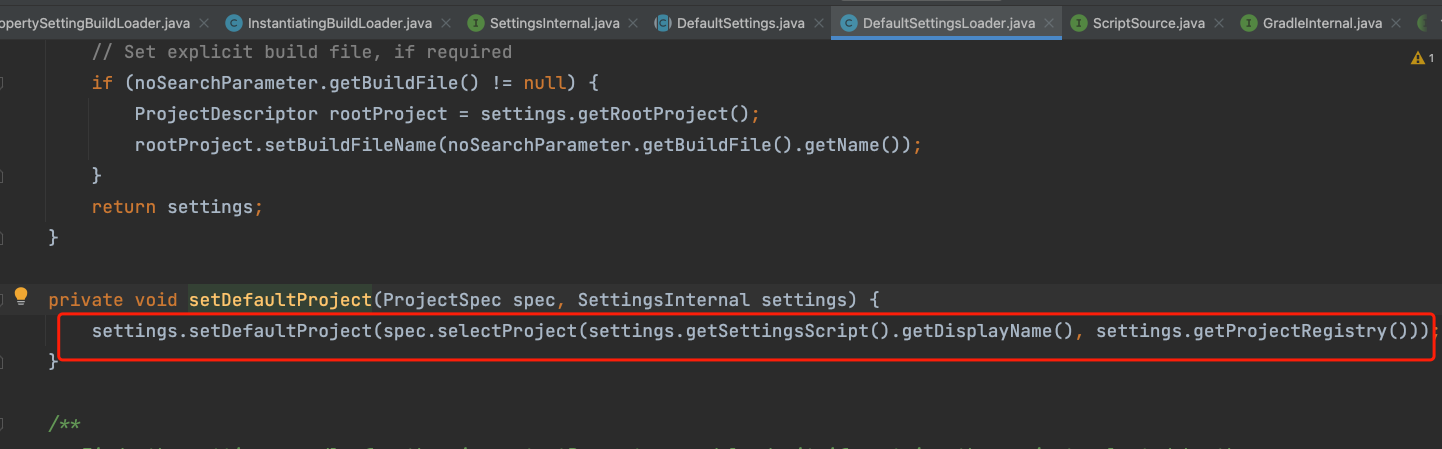 opertySettingBuildLoader.java InstantiatingBuildLoader.java SettingsInternal.java DefaultSettings.java DefaultSettingsLoader.java ScriptSource.java GradleInternal.java
// Set explicit build file, if required
1
if (noSearchParameter.getBuildFile() != null) {
ProjectDescriptor rootProject = settings.getRootProject();
rootProject.setBuildFileName(noSearchParameter.getBuildFile().getName());
}
return settings;
}
private void setDefaultProject(ProjectSpec spec, SettingsInternal settings) {
settings.setDefaultProject(spec.selectProject(settings.getSettingsScript().getDisplayName(), settings.getProjectRegistry()));
}
/**